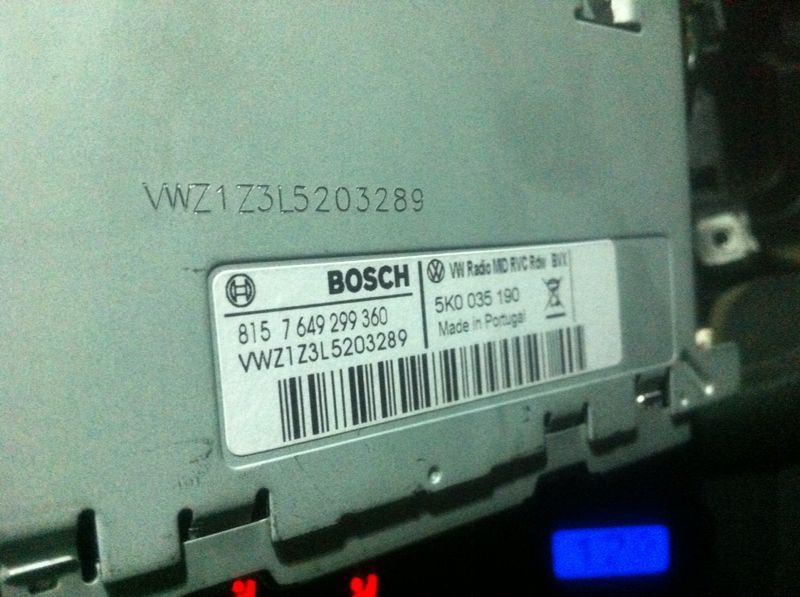 VWZ1Z3L5203289
BOSCH
815 7 649 299 360
VWZ1Z3L5203289
VW Radio MID RVC Rdw BVX
5K0 035 190
Made in Portugal